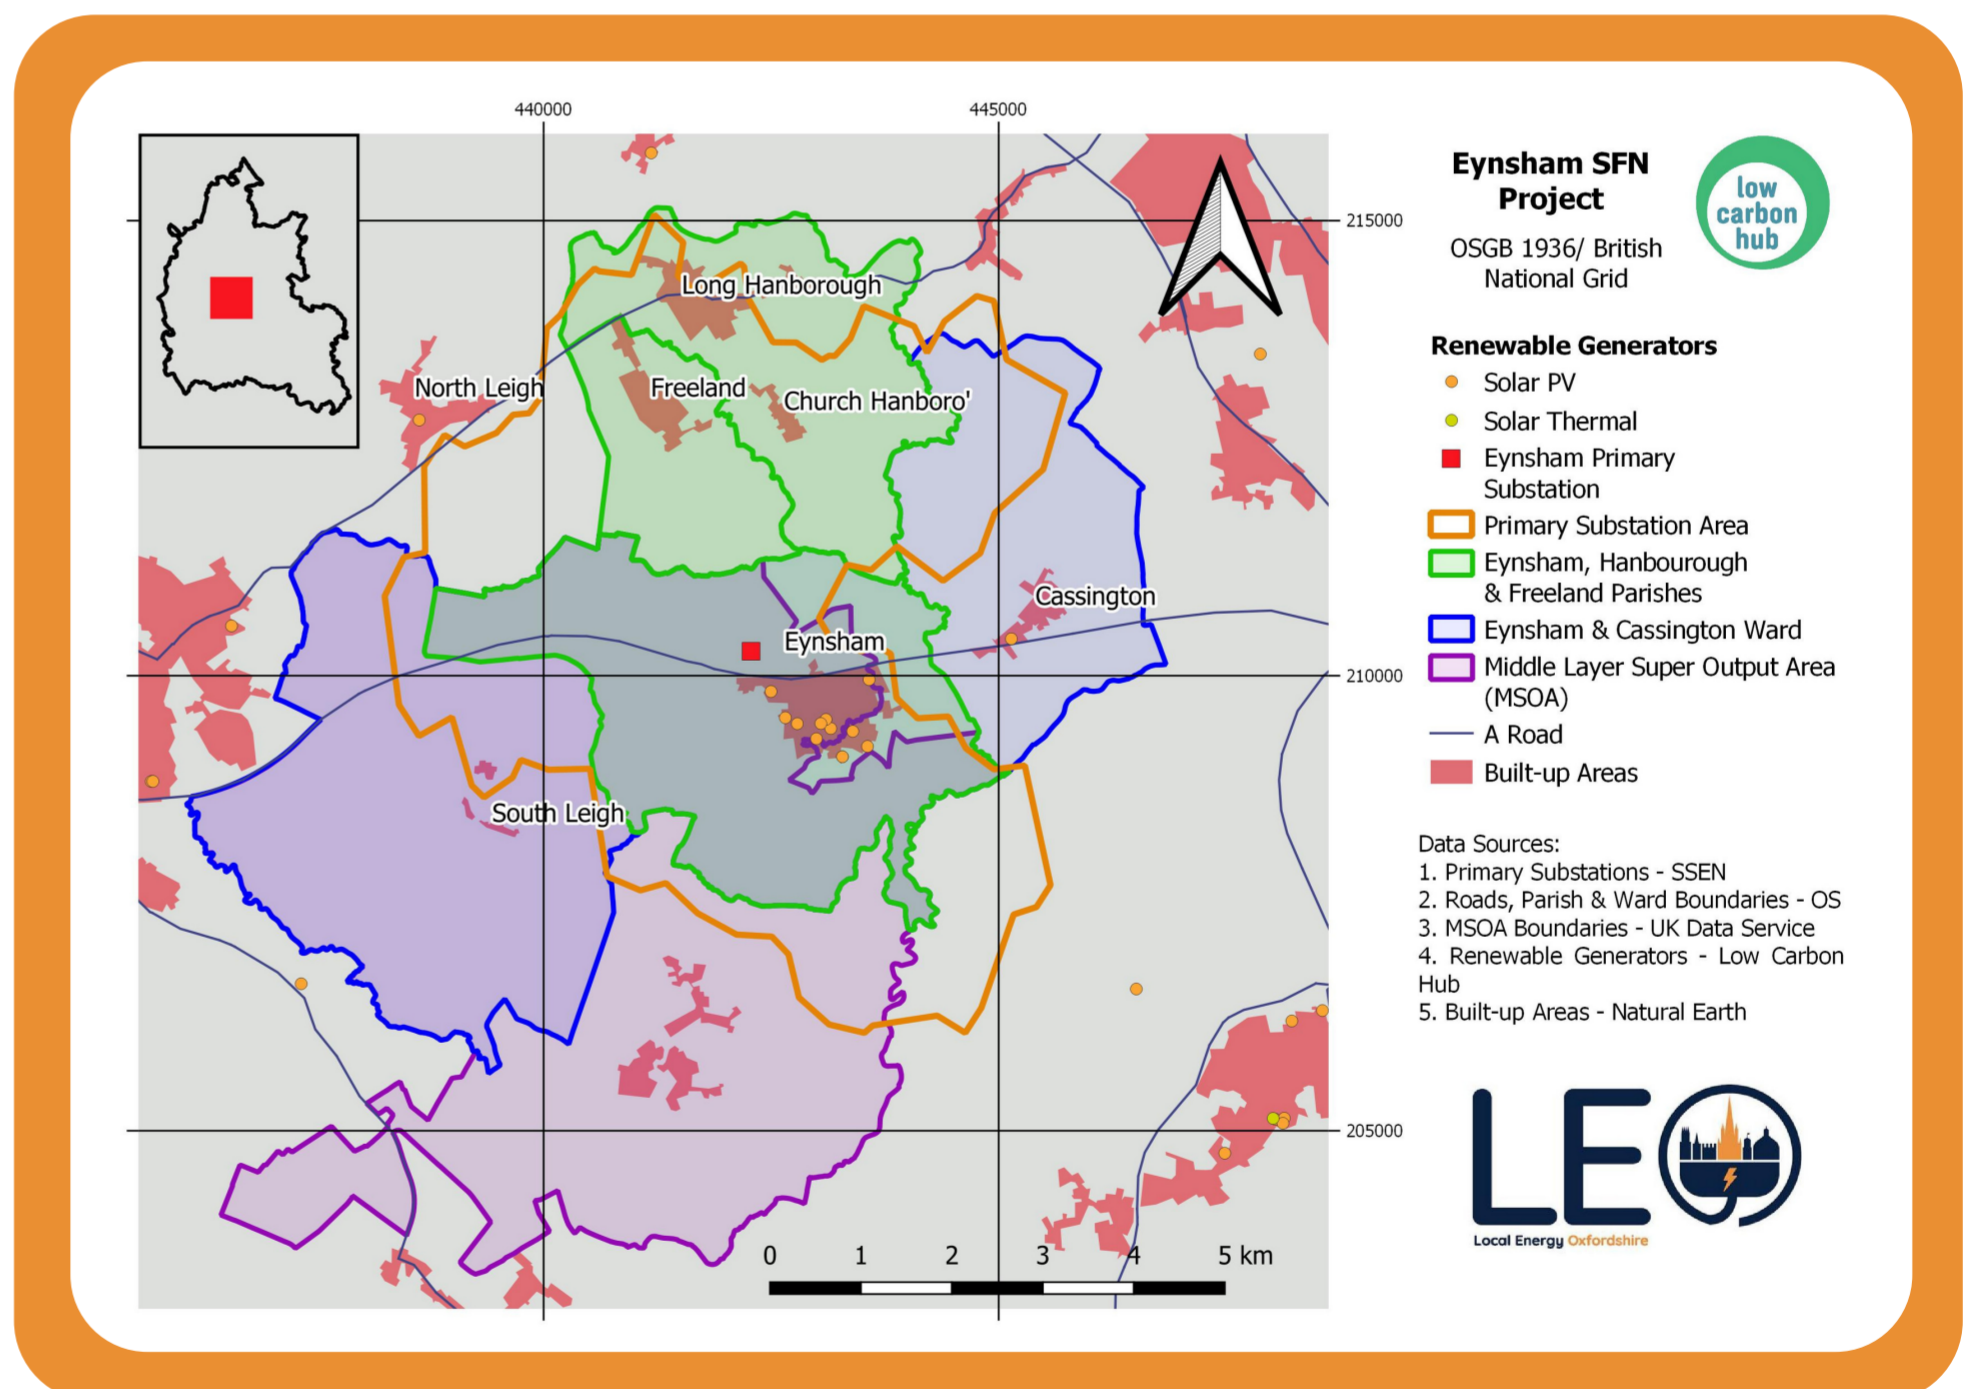 440000
445000
215000
210000
205000
Long Hanborough
North Leigh
Freeland
Church Hanboro'
Cassington
Eynsham
South Leigh
0 1 2 3 4 5 km
Eynsham SFN
Project
OSGB 1936/ British
National Grid
low
carbon
hub
Renewable Generators
Solar PV
Solar Thermal
Eynsham Primary
Substation
Primary Substation Area
Eynsham, Hanbourough
& Freeland Parishes
Eynsham & Cassington Ward
Middle Layer Super Output Area
(MSOA)
A Road
Built-up Areas
Data Sources:
1. Primary Substations - SSEN
2. Roads, Parish & Ward Boundaries - OS
3. MSOA Boundaries - UK Data Service
4. Renewable Generators - Low Carbon
Hub
5. Built-up Areas - Natural Earth
LEO
Local Energy Oxfordshire